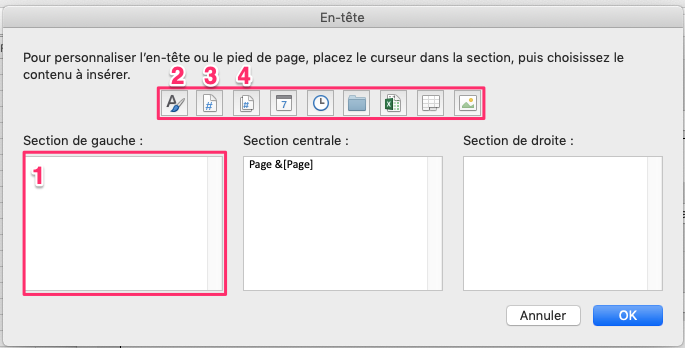 En-tête
Pour personnaliser l'en-tête ou le pied de page, placez le curseur dans la section, puis choisissez le
contenu à insérer.
2 3 4
# # 7
Section de gauche :
Section centrale :
Section de droite :
1
Page &[Page]
Annuler
OK